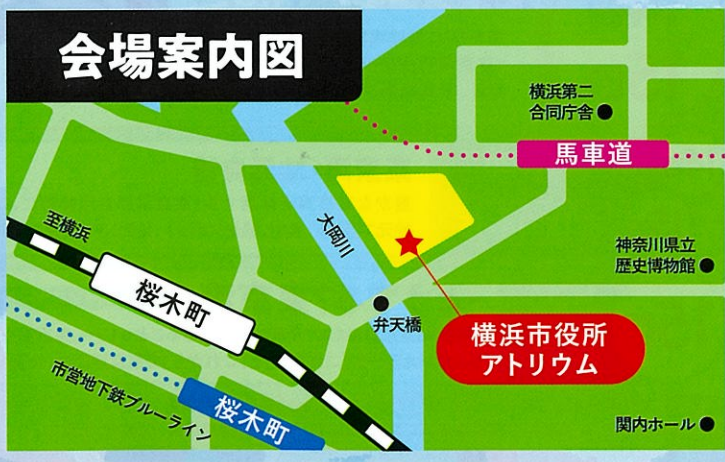 会場案内図
横浜第二
合同庁舎
馬車道
至横浜
大岡川
神奈川県立
歴史博物館
桜木町
弁天橋
横浜市役所
アトリウム
市営地下鉄ブルーライン
桜木町
関内ホール